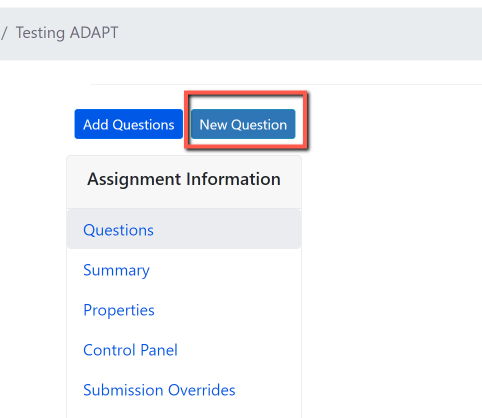 / Testing ADAPT
Add Questions New Question
Assignment Information
Questions
Summary
Properties
Control Panel
Submission Overrides